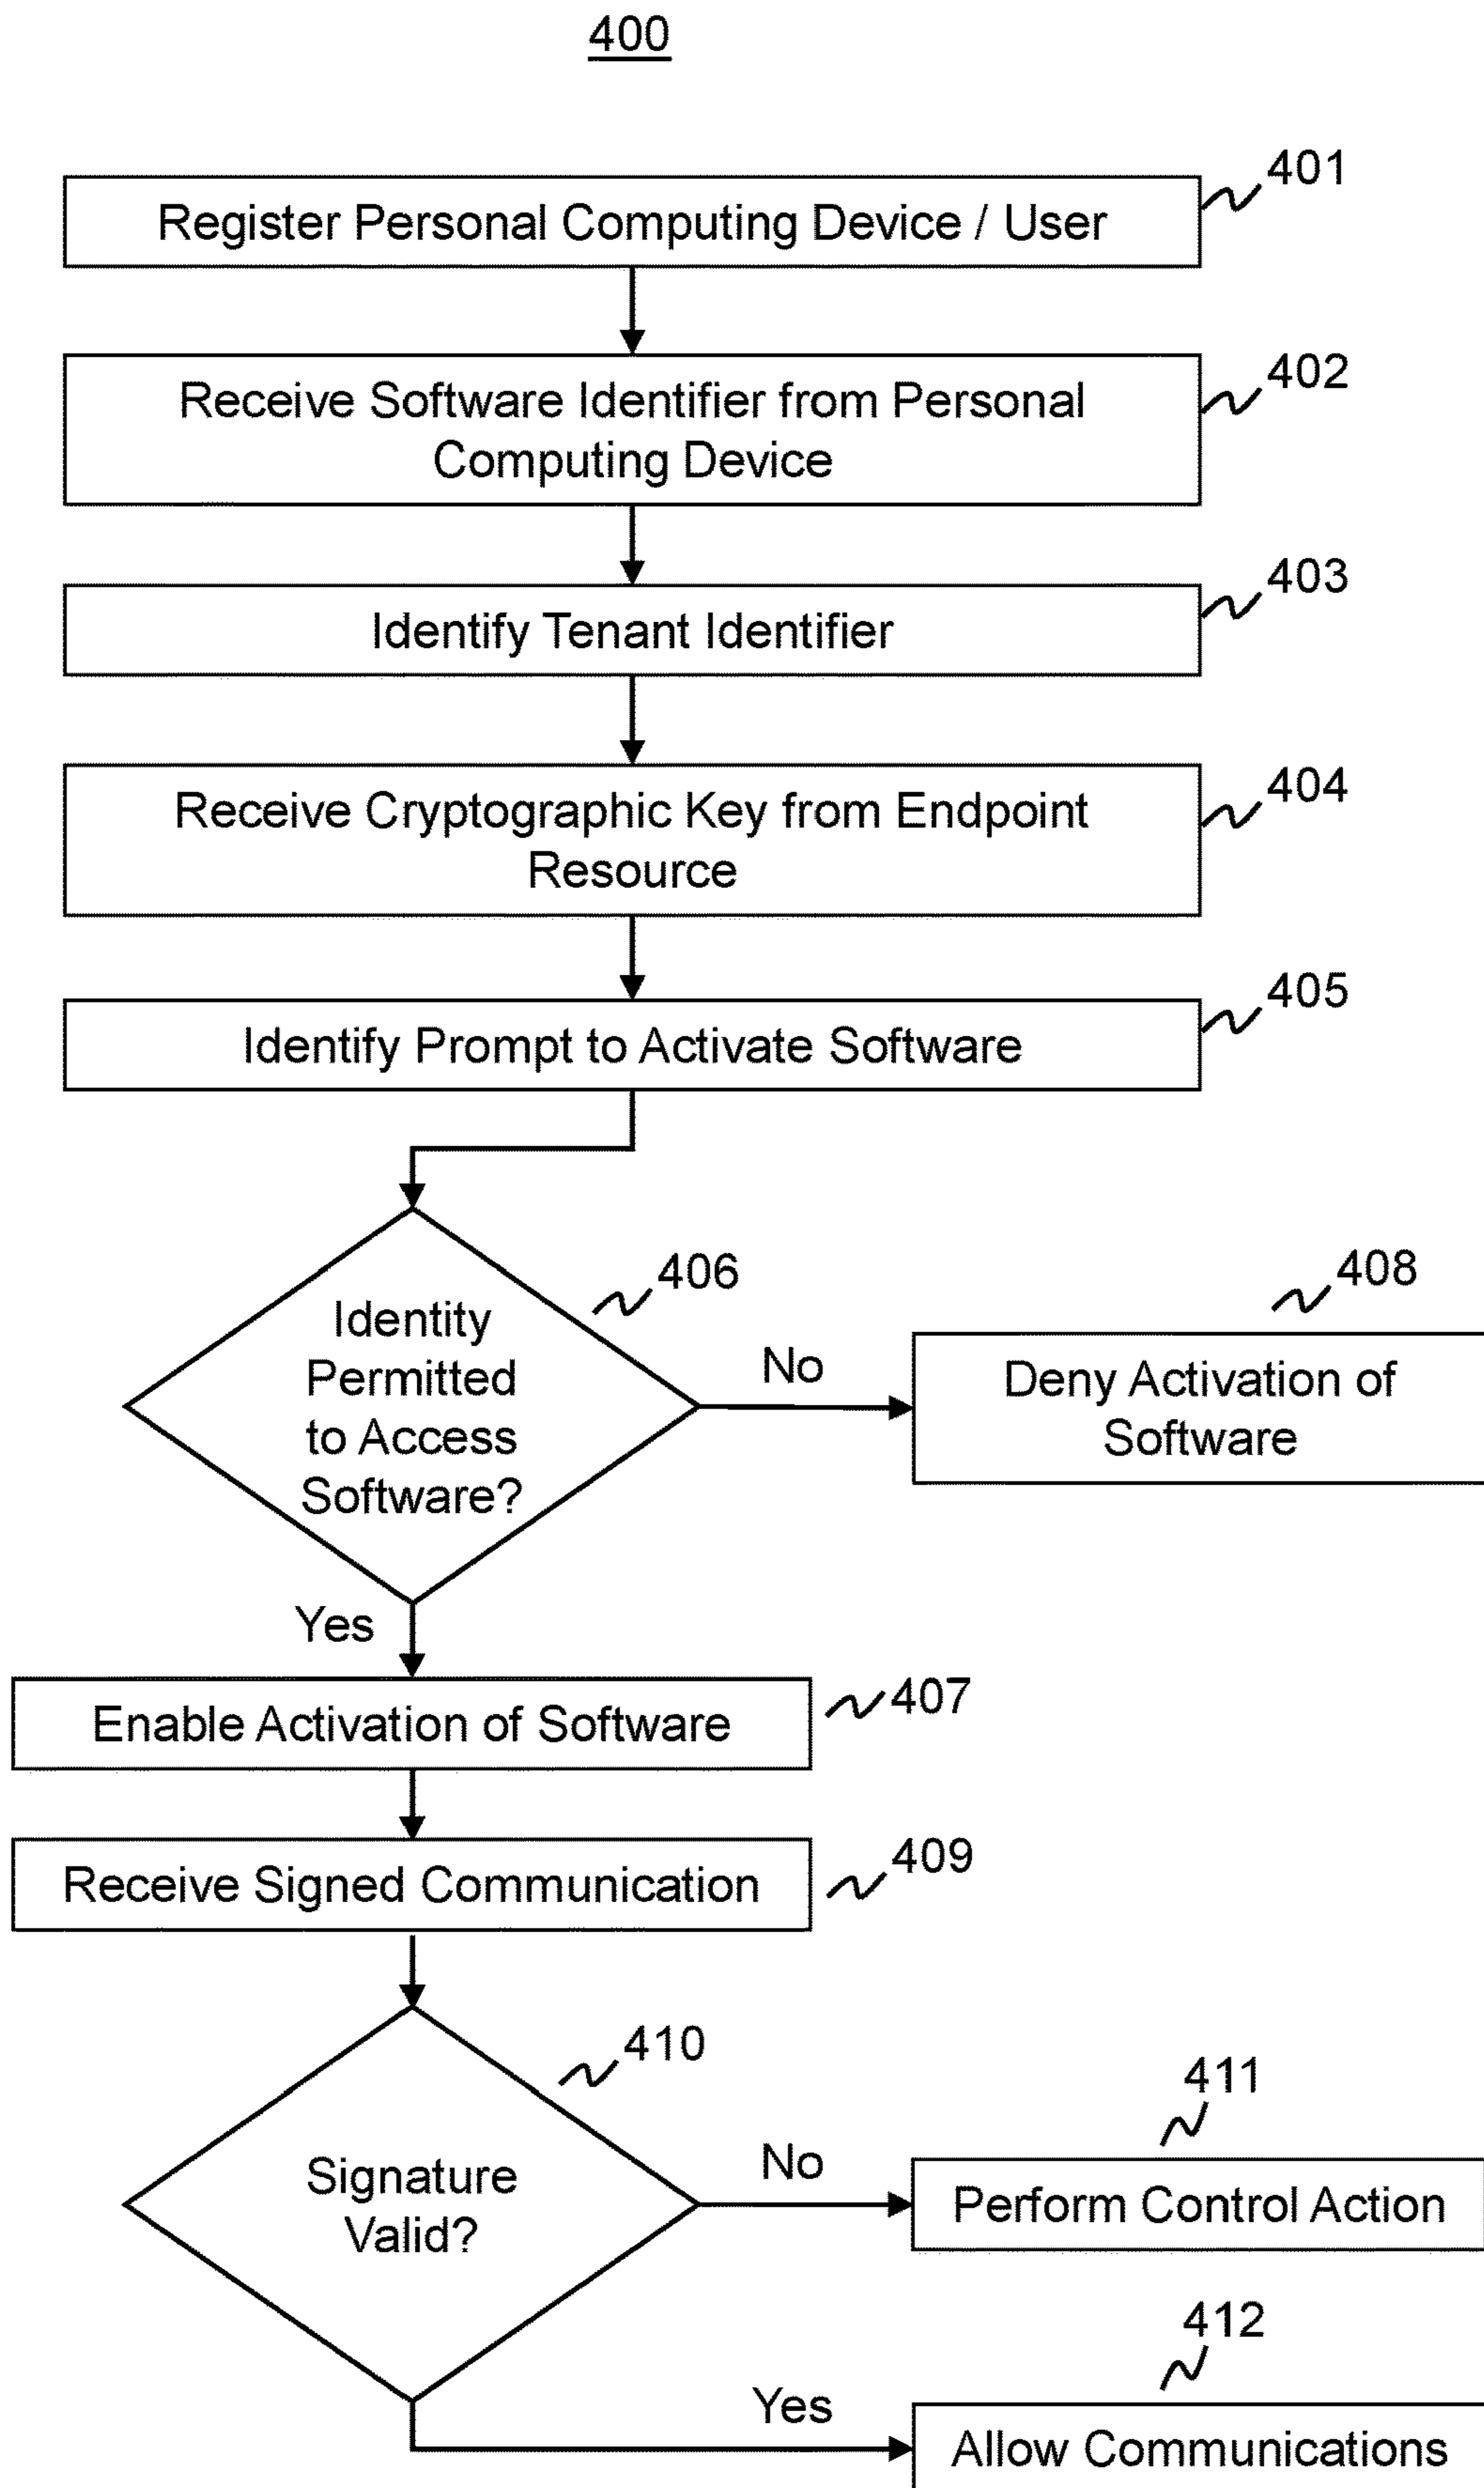 400
401
Register Personal Computing Device / User
402
Receive Software Identifier from Personal
Computing Device
403
Identify Tenant Identifier
404
Receive Cryptographic Key from Endpoint
Resource
405
Identify Prompt to Activate Software
406
Identity
Permitted
to Access
Software?
No
408
Deny Activation of
Software
Yes
407
Enable Activation of Software
409
Receive Signed Communication
410
Signature
Valid?
No
411
Perform Control Action
Yes
412
Allow Communications